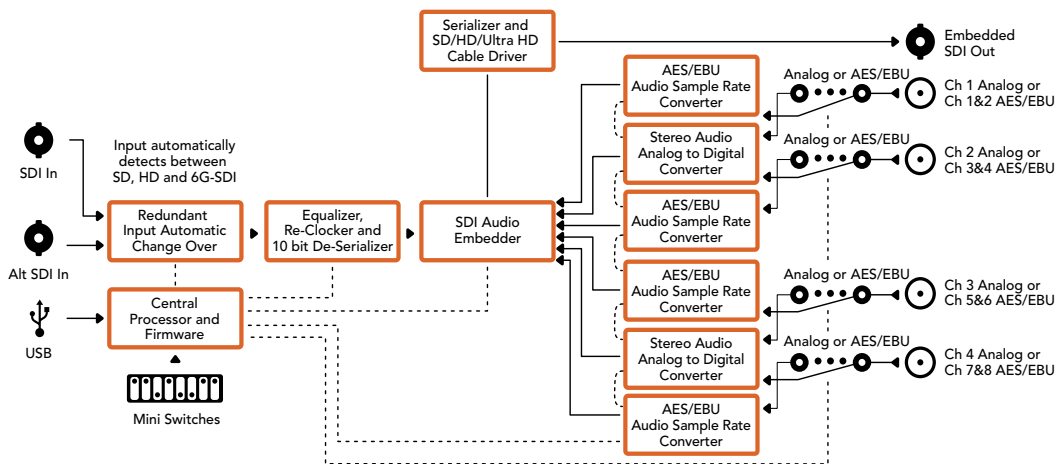 Serializer and
SD/HD/Ultra HD
Cable Driver
Embedded
SDI Out
AES/EBU
Audio Sample Rate
Converter
Analog or AES/EBU
Ch 1 Analog or
Ch 1&2 AES/EBU
Stereo Audio
Analog to Digital
Converter
Analog or AES/EBU
Ch 2 Analog or
Ch 3&4 AES/EBU
SDI In
Input automatically
detects between
SD, HD and 6G-SDI
Redundant
Input Automatic
Change Over
Equalizer,
Re-Clocker and
10 bit De-Serializer
SDI Audio
Embedder
AES/EBU
Audio Sample Rate
Converter
Alt SDI In
AES/EBU
Audio Sample Rate
Converter
Analog or AES/EBU
Ch 3 Analog or
Ch 5&6 AES/EBU
Central
Processor and
Firmware
USB
Stereo Audio
Analog to Digital
Converter
Analog or AES/EBU
Ch 4 Analog or
Ch 7&8 AES/EBU
Mini Switches
AES/EBU
Audio Sample Rate
Converter